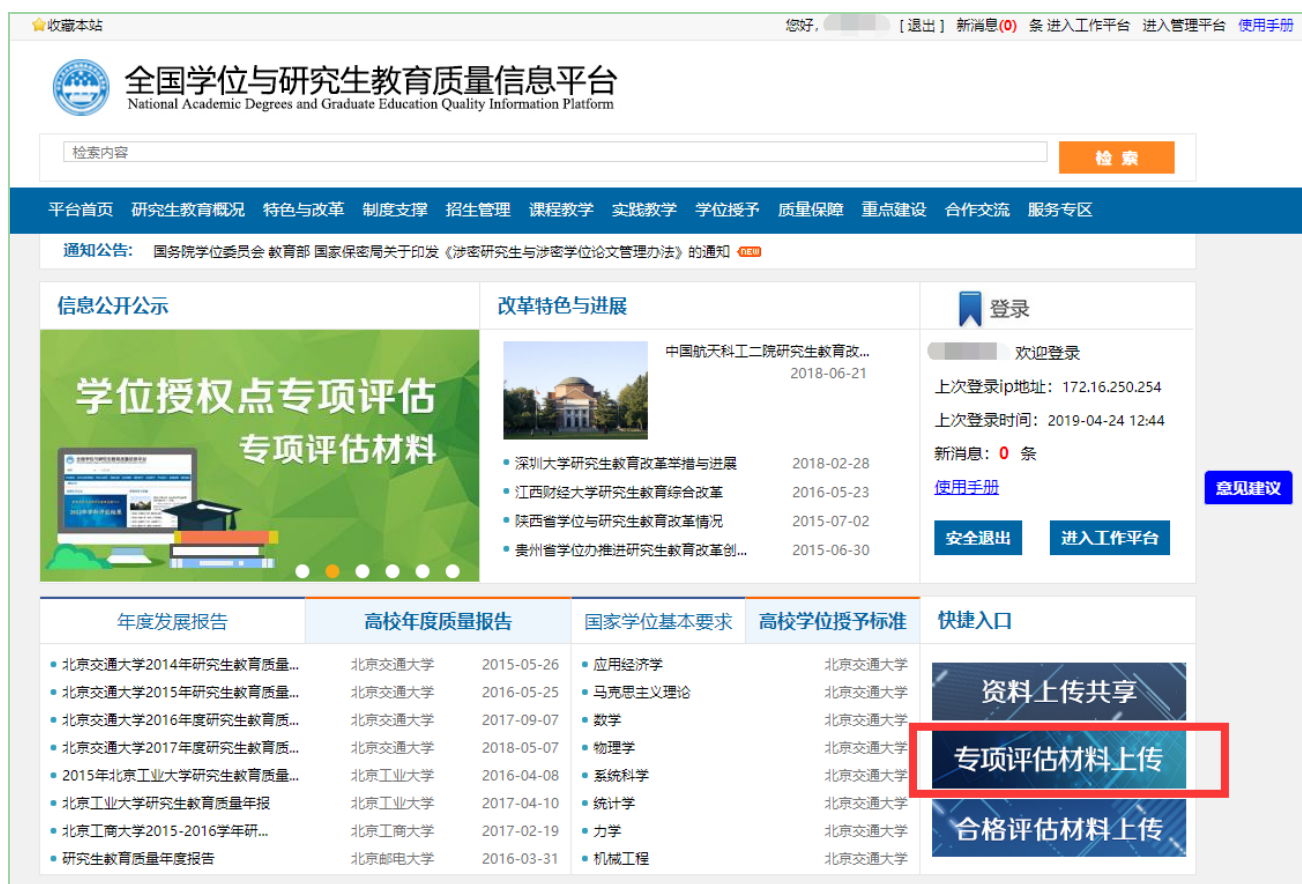 收藏本站
您好, [ 退出 ] 新消息(0) 条 进入工作平台 进入管理平台 使用手册
全国学位与研究生教育质量信息平台
National Academic Degrees and Graduate Education Quality Information Platform
检索内容
检 索
平台首页 研究生教育概况 特色与改革 制度支撑 招生管理 课程教学 实践教学 学位授予 质量保障 重点建设 合作交流 服务专区
通知公告: 国务院学位委员会 教育部 国家保密局关于印发《涉密研究生与涉密学位论文管理办法》的通知 NEW
信息公开公示
学位授权点专项评估
专项评估材料
改革特色与进展
中国航天科工二院研究生教育改...
2018-06-21
深圳大学研究生教育改革举措与进展 2018-02-28
江西财经大学研究生教育综合改革 2016-05-23
陕西省学位与研究生教育改革情况 2015-07-02
贵州省学位办推进研究生教育改革创... 2015-06-30
登录
欢迎登录
上次登录ip地址: 172.16.250.254
上次登录时间: 2019-04-24 12:44
新消息: 0 条
使用手册
安全退出 进入工作平台
意见建议
年度发展报告 高校年度质量报告
北京交通大学2014年研究生教育质量... 北京交通大学 2015-05-26
北京交通大学2015年研究生教育质量... 北京交通大学 2016-05-25
北京交通大学2016年度研究生教育质... 北京交通大学 2017-09-07
北京交通大学2017年度研究生教育质... 北京交通大学 2018-05-07
2015年北京工业大学研究生教育质量... 北京工业大学 2016-04-08
北京工业大学研究生教育质量年报 北京工业大学 2017-04-10
北京工商大学2015-2016学年研... 北京工商大学 2017-02-19
研究生教育质量年度报告 北京邮电大学 2016-03-31
国家学位基本要求 高校学位授予标准
应用经济学 北京交通大学
马克思主义理论 北京交通大学
数学 北京交通大学
物理学 北京交通大学
系统科学 北京交通大学
统计学 北京交通大学
力学 北京交通大学
机械工程 北京交通大学
快捷入口
资料上传共享
专项评估材料上传
合格评估材料上传